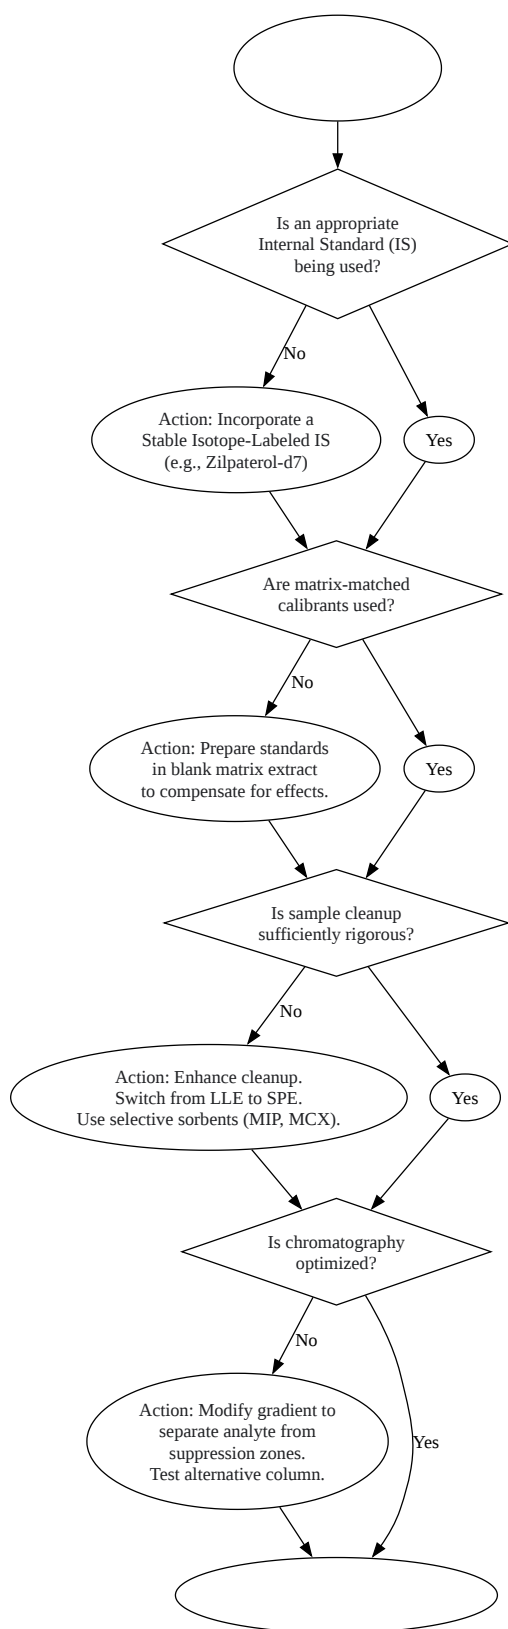 Is an appropriate
Internal Standard (IS)
being used?
No
Action: Incorporate a
Stable Isotope-Labeled IS
(e.g., Zilpaterol-d7)
Yes
Are matrix-matched
calibrants used?
No
Action: Prepare standards
in blank matrix extract
to compensate for effects.
Yes
Is sample cleanup
sufficiently rigorous?
No
Action: Enhance cleanup.
Switch from LLE to SPE.
Use selective sorbents (MIP, MCX).
Yes
Is chromatography
optimized?
No
Action: Modify gradient to
separate analyte from
suppression zones.
Test alternative column.
Yes